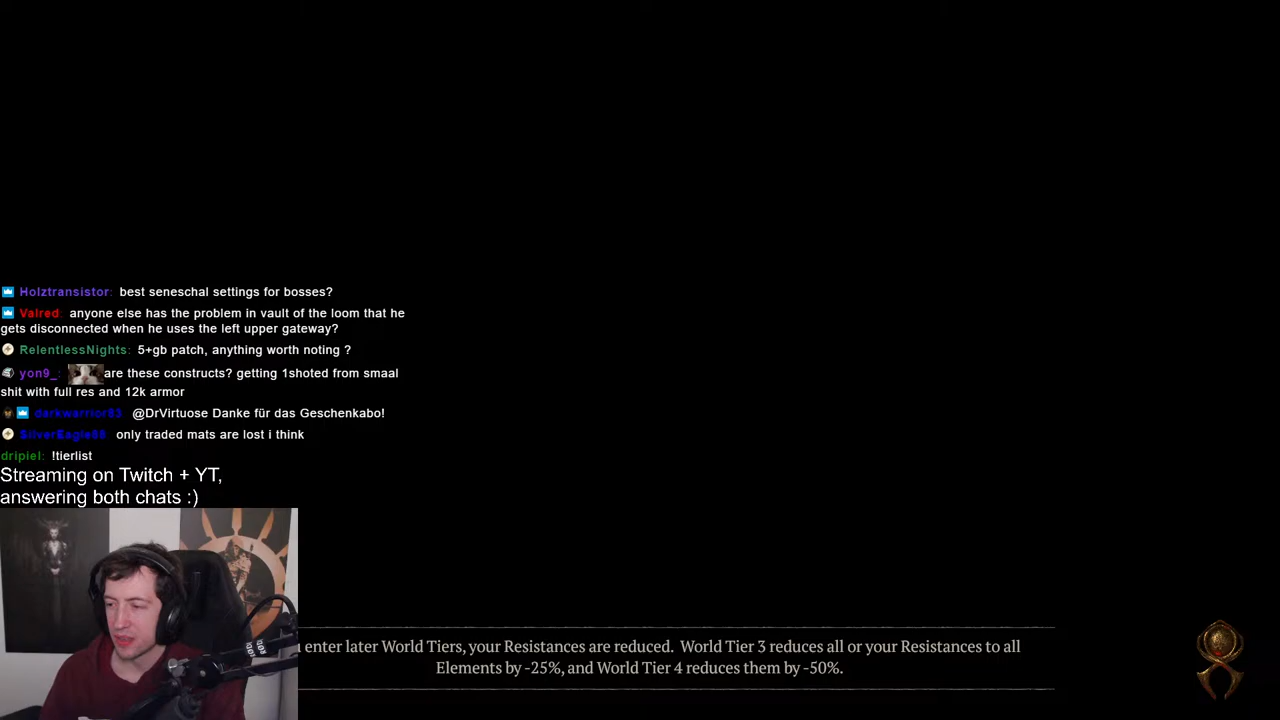 Holztransistor: best seneschal settings for bosses?
Valred: anyone else has the problem in vault of the loom that he
gets disconnected when he uses the left upper gateway?
RelentlessNights: 5+gb patch, anything worth noting ?
yon9_: are these constructs? getting 1shoted from smaal
shit with full res and 12k armor
darkwarrior83 @DrVirtuose Danke für das Geschenkabo!
only traded mats are lost i think
dripiel: !tierlist
Streaming on Twitch + YT,
answering both chats :)
enter later World Tiers, your Resistances are reduced. World Tier 3 reduces all or your Resistances to all
Elements by -25%, and World Tier 4 reduces them by -50%.